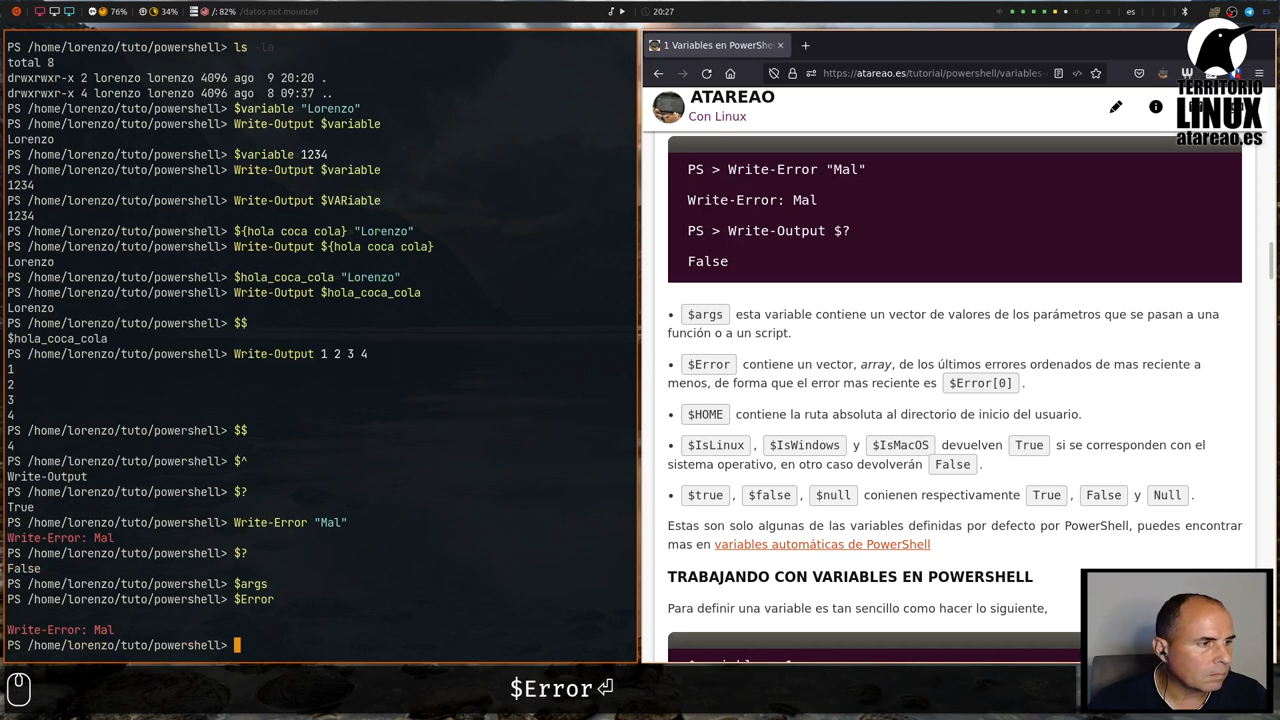 76% 34% / : 82% /datos not mounted
20:27
es
ES
PS /home/lorenzo/tuto/powershell> ls -la
total 8
drwxrwxr-x 2 lorenzo lorenzo 4096 ago  9 20:20 .
drwxrwxr-x 4 lorenzo lorenzo 4096 ago  8 09:37 ..
PS /home/lorenzo/tuto/powershell> $variable "Lorenzo"
PS /home/lorenzo/tuto/powershell> Write-Output $variable
Lorenzo
PS /home/lorenzo/tuto/powershell> $variable 1234
PS /home/lorenzo/tuto/powershell> Write-Output $variable
1234
PS /home/lorenzo/tuto/powershell> Write-Output $VARiable
1234
PS /home/lorenzo/tuto/powershell> ${hola coca cola} "Lorenzo"
PS /home/lorenzo/tuto/powershell> Write-Output ${hola coca cola}
Lorenzo
PS /home/lorenzo/tuto/powershell> $hola_coca_cola "Lorenzo"
PS /home/lorenzo/tuto/powershell> Write-Output $hola_coca_cola
Lorenzo
PS /home/lorenzo/tuto/powershell> $$
$hola_coca_cola
PS /home/lorenzo/tuto/powershell> Write-Output 1 2 3 4
1
2
3
4
PS /home/lorenzo/tuto/powershell> $$
4
PS /home/lorenzo/tuto/powershell> $^
Write-Output
PS /home/lorenzo/tuto/powershell> $?
True
PS /home/lorenzo/tuto/powershell> Write-Error "Mal"
Write-Error: Mal
PS /home/lorenzo/tuto/powershell> $?
False
PS /home/lorenzo/tuto/powershell> $args
PS /home/lorenzo/tuto/powershell> $Error
Write-Error: Mal
PS /home/lorenzo/tuto/powershell>
1 Variables en PowerShe
https://atareao.es/tutorial/powershell/variables-
ATAREAO
Con Linux
TERRITORIO
LINUX
atareao.es
PS > Write-Error "Mal"
Write-Error: Mal
PS > Write-Output $?
False
• $args esta variable contiene un vector de valores de los parámetros que se pasan a una
función o a un script.
• $Error contiene un vector, array, de los últimos errores ordenados de mas reciente a
menos, de forma que el error mas reciente es $Error[0] .
• $HOME contiene la ruta absoluta al directorio de inicio del usuario.
• $IsLinux , $IsWindows y $IsMacOS devuelven True si se corresponden con el
sistema operativo, en otro caso devolverán False .
• $true , $false , $null conienen respectivamente True , False y Null .
Estas son solo algunas de las variables definidas por defecto por PowerShell, puedes encontrar
mas en variables automáticas de PowerShell
TRABAJANDO CON VARIABLES EN POWERSHELL
Para definir una variable es tan sencillo como hacer lo siguiente,
$Error⏎